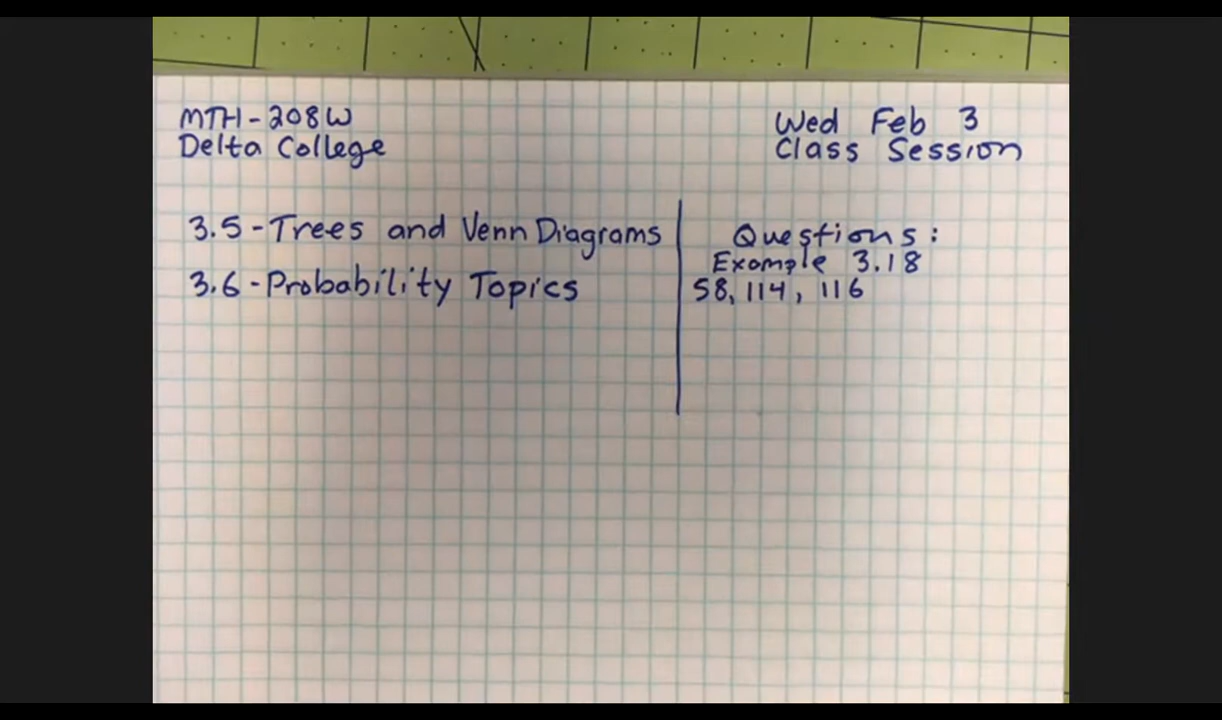 MTH-208W
Delta College
Wed Feb 3
Class Session
3.5-Trees and Venn Diagrams
3.6-Probability Topics
Questions:
Example 3.18
58, 114, 116